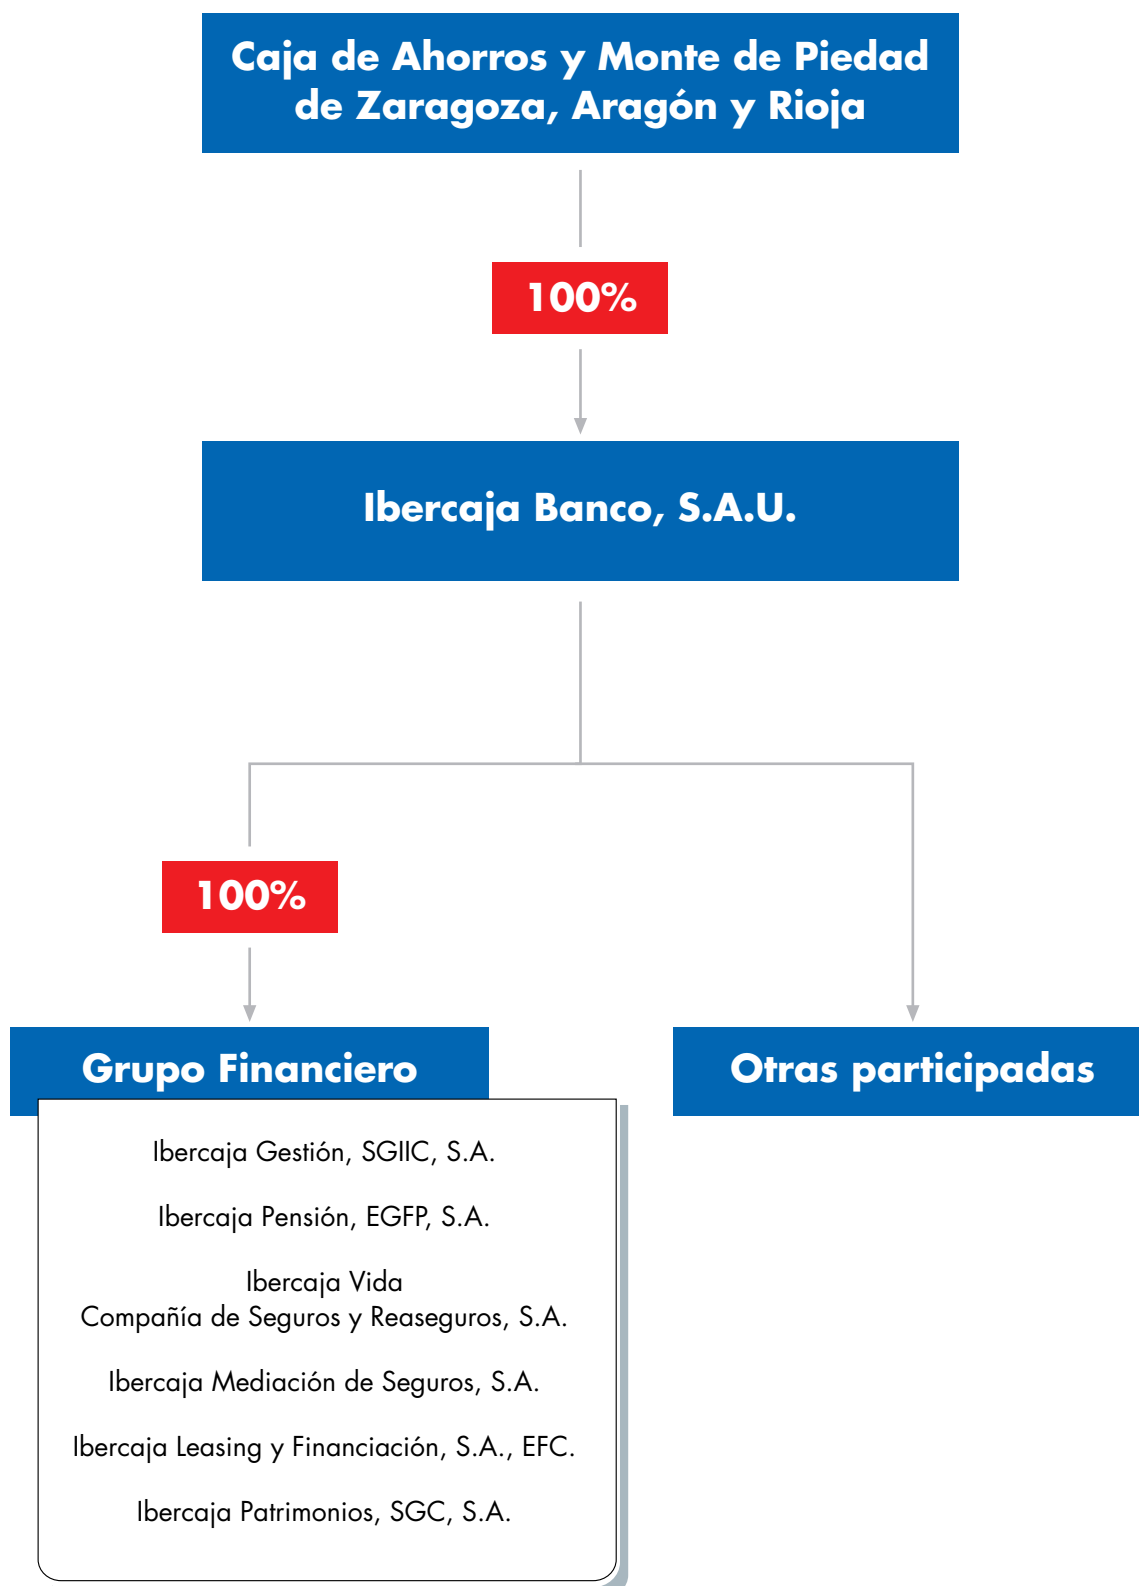 Caja de Ahorros y Monte de Piedad
de Zaragoza, Aragón y Rioja
100%
Ibercaja Banco, S.A.U.
100%
Grupo Financiero
Otras participadas
Ibercaja Gestión, SGIIC, S.A.
Ibercaja Pensión, EGFP, S.A.
Ibercaja Vida
Compañía de Seguros y Reaseguros, S.A.
Ibercaja Mediación de Seguros, S.A.
Ibercaja Leasing y Financiación, S.A., EFC.
Ibercaja Patrimonios, SGC, S.A.